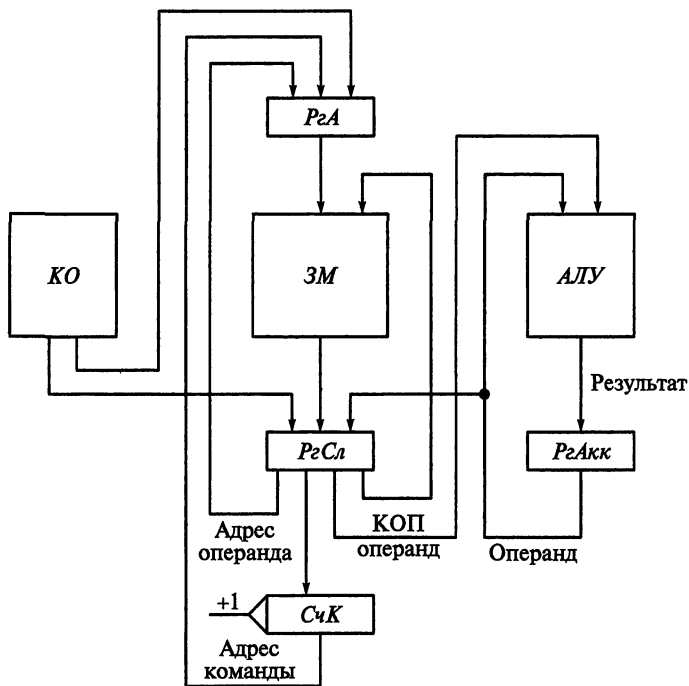 РгА
КО
ЗМ
АЛУ
Результат
РгСл
РгАкк
Адрес
операнда
КОП
операнд
Операнд
+1
СчК
Адрес
команды